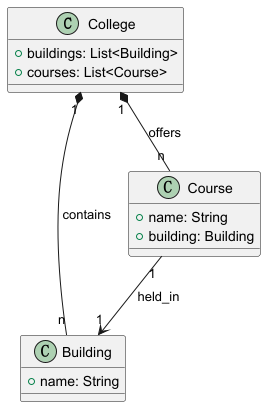 C College
+ buildings: List<Building>
+ courses: List<Course>
1 1
offers
n
contains
C Course
+ name: String
+ building: Building
1
held_in
n 1
C Building
+ name: String